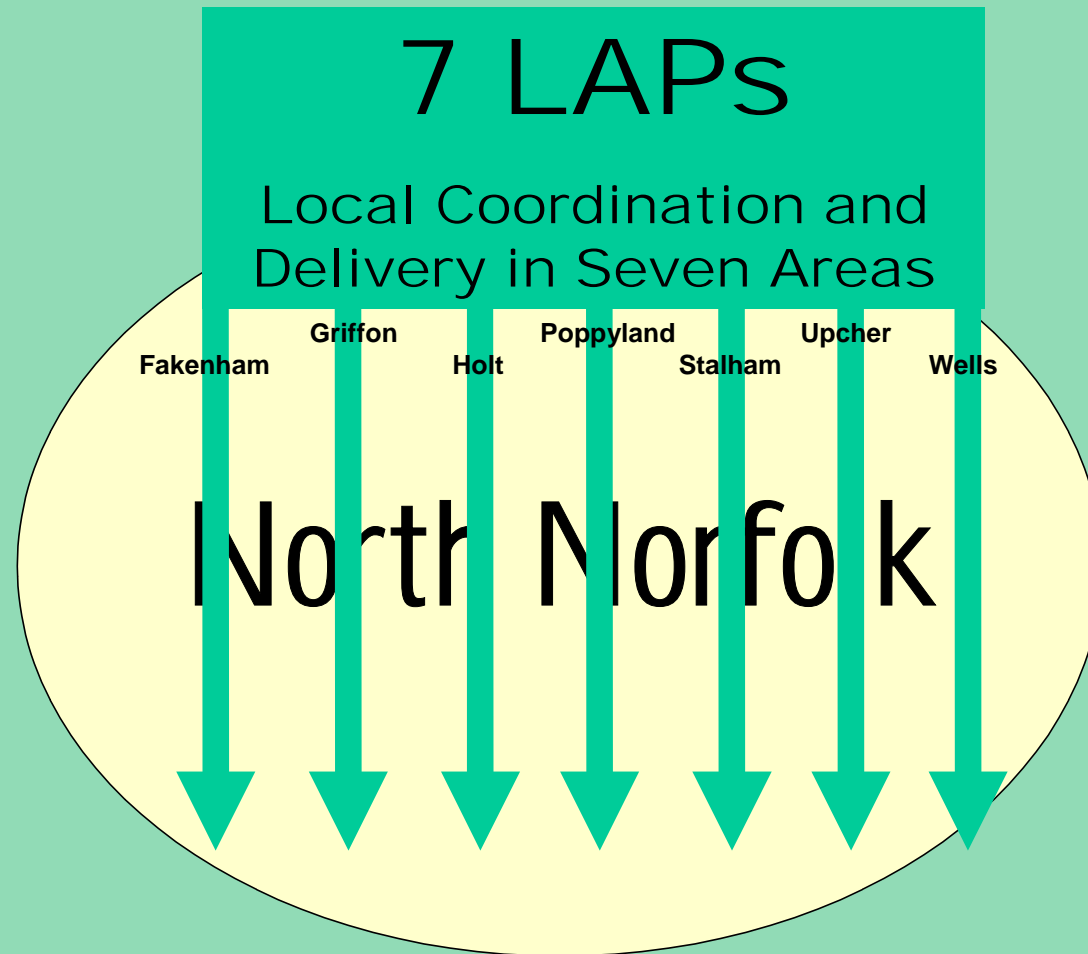 7 LAPs
Local Coordination and
Delivery in Seven Areas
Griffon Poppyland Upcher
Fakenham Holt Stalham Wells
North Norfolk